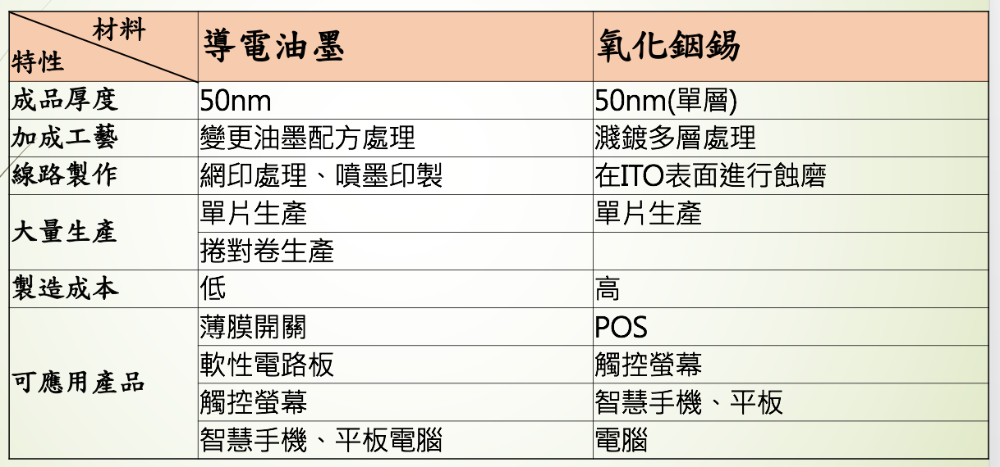 材料
特性
導電油墨 氧化銦錫
成品厚度 50nm 50nm(單層)
加成工藝 變更油墨配方處理 濺鍍多層處理
線路製作 網印處理、噴墨印製 在ITO表面進行蝕磨
大量生產 單片生產 單片生產
捲對卷生產
製造成本 低 高
可應用產品 薄膜開關 POS
軟性電路板 觸控螢幕
觸控螢幕 智慧手機、平板
智慧手機、平板電腦 電腦